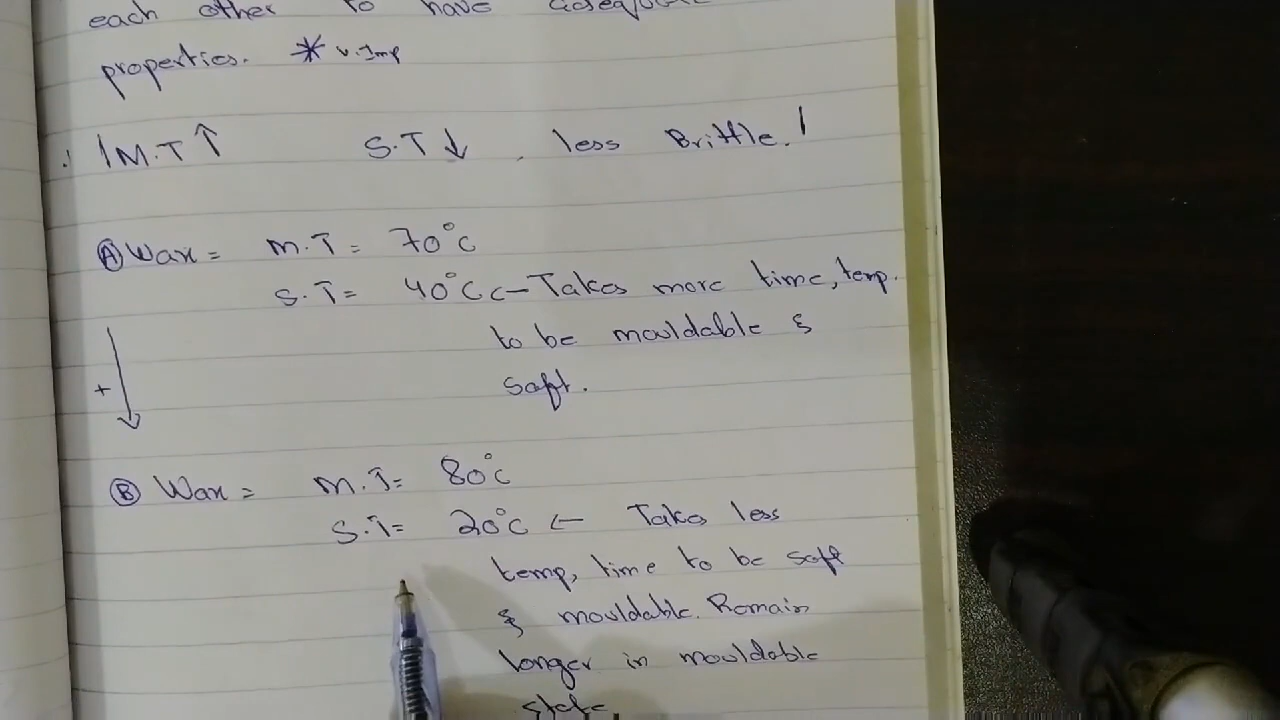 each other to have adequate
properties. * v.Imp
∴ |M.T↑ S.T↓ , less Brittle.|
Ⓐ Wax = M.T = 70°C
S.T = 40°C ← Takes more time, temp.
to be mouldable &
soft.
+
Ⓑ Wax = M.T = 80°C
S.T = 20°C ← Takes less
temp, time to be soft
& mouldable. Remain
longer in mouldable
state.